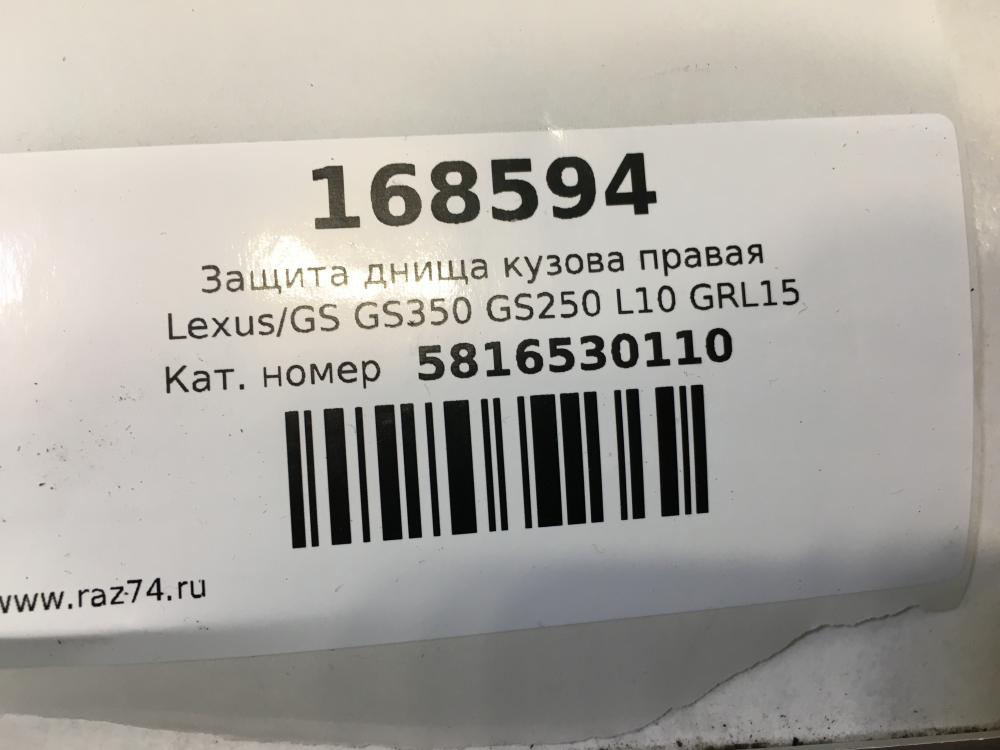 168594
Защита днища кузова правая
Lexus/GS GS350 GS250 L10 GRL15
Кат. номер 5816530110
www.raz74.ru